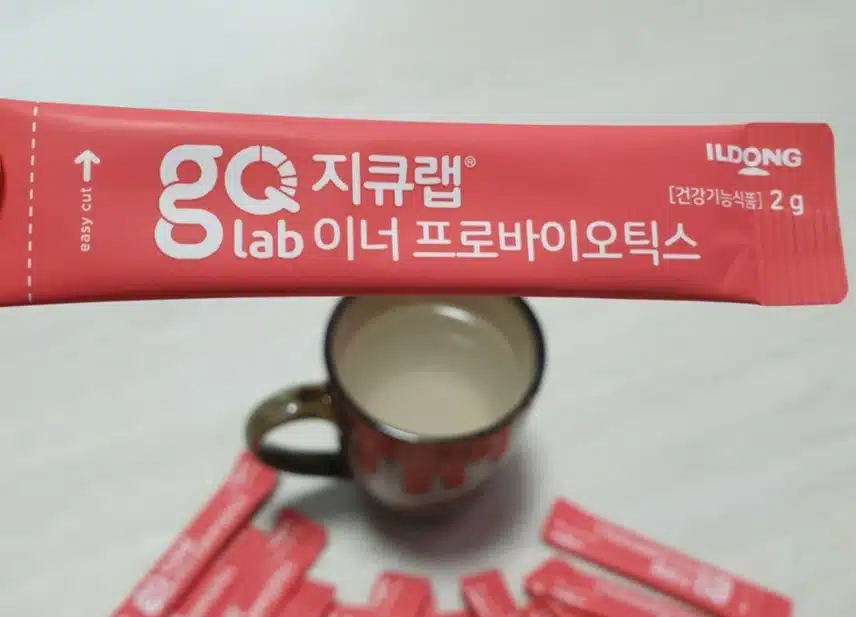 easy cut
gQ lab
지큐랩®
이너 프로바이오틱스
ILDONG
[건강기능식품] 2 g